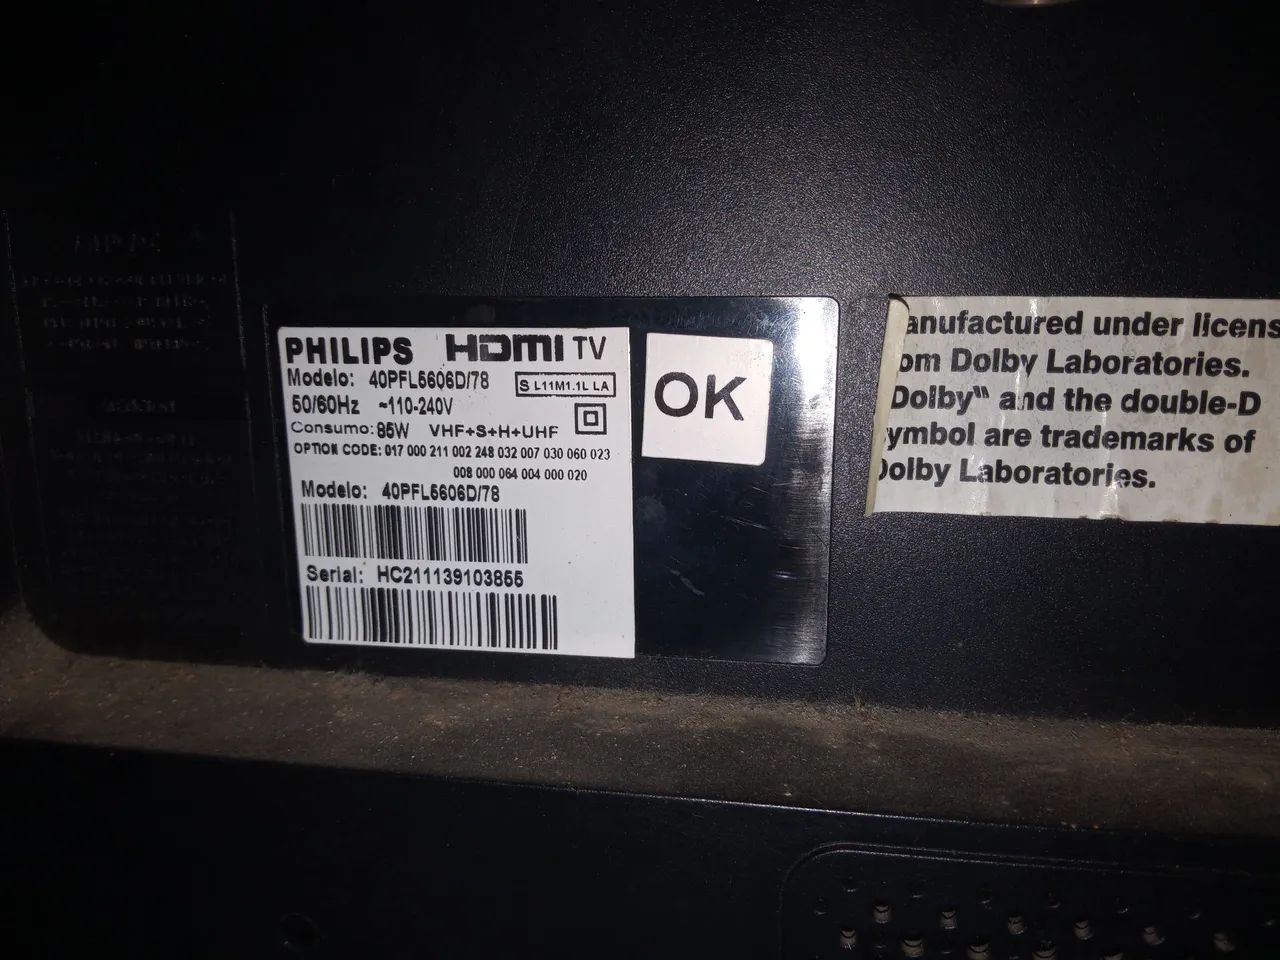 PHILIPS HDMI TV
Modelo: 40PFL5606D/78 S L11M1.1L LA
50/60Hz ~110-240V
Consumo: 85W VHF+S+H+UHF
OPTION CODE: 017 000 211 002 248 032 007 030 060 023
008 000 064 004 000 020
Modelo: 40PFL5606D/78
Serial: HC211139103855
OK
anufactured under licens
om Dolby Laboratories.
Dolby" and the double-D
ymbol are trademarks of
Dolby Laboratories.